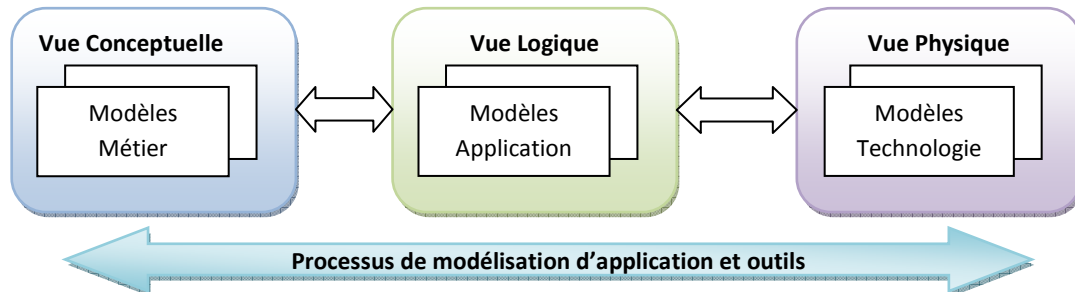 Vue Conceptuelle
Modèles
Métier
Vue Logique
Modèles
Application
Vue Physique
Modèles
Technologie
Processus de modélisation d'application et outils